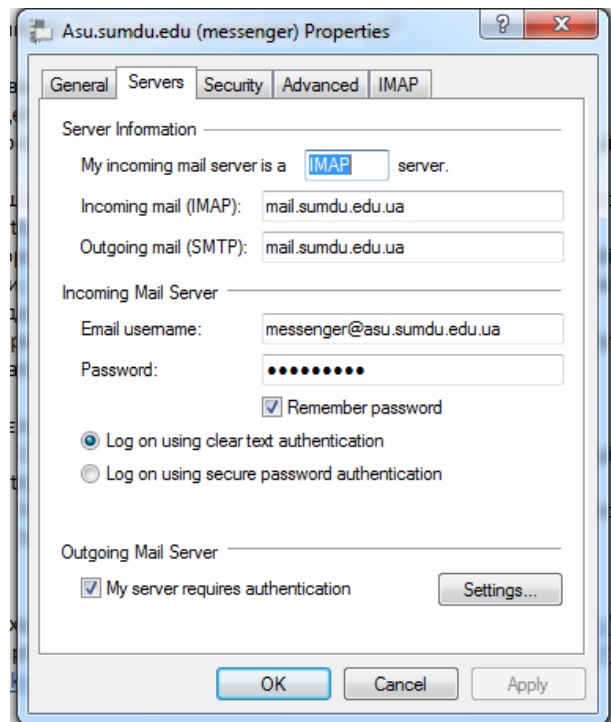 Asu.sumdu.edu (messenger) Properties
General Servers Security Advanced IMAP
Server Information
My incoming mail server is a IMAP server.
Incoming mail (IMAP): mail.sumdu.edu.ua
Outgoing mail (SMTP): mail.sumdu.edu.ua
Incoming Mail Server
Email username: messenger@asu.sumdu.edu.ua
Password: ●●●●●●●●●
Remember password
Log on using clear text authentication
Log on using secure password authentication
Outgoing Mail Server
My server requires authentication Settings...
OK Cancel Apply